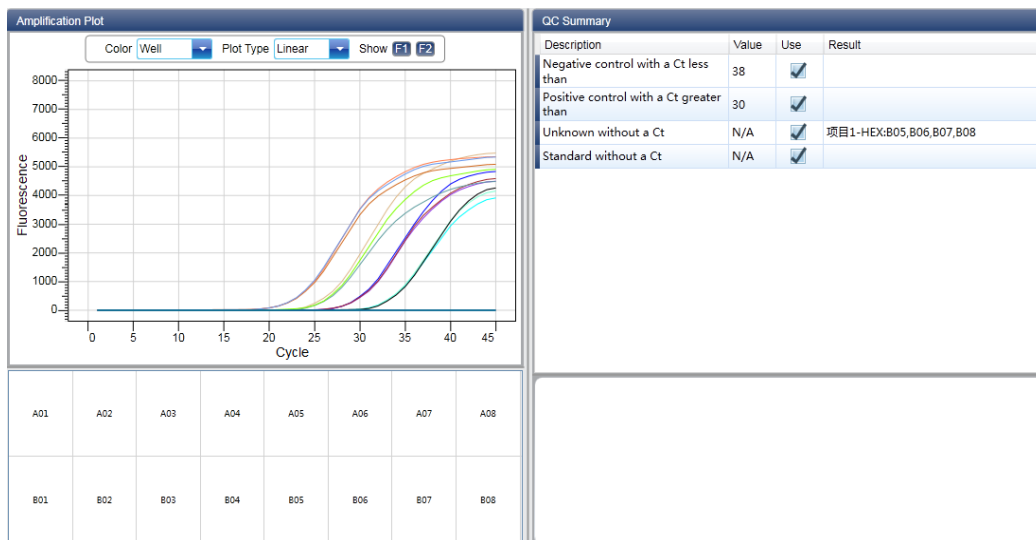 Amplification Plot
Color Well Plot Type Linear Show F1 F2
8000
7000
6000
5000
4000
3000
2000
1000
0
Fluorescence
0 5 10 15 20 25 30 35 40 45
Cycle
A01 A02 A03 A04 A05 A06 A07 A08
B01 B02 B03 B04 B05 B06 B07 B08
QC Summary
Description Value Use Result
Negative control with a Ct less
than
38
Positive control with a Ct greater
than
30
Unknown without a Ct N/A 项目1-HEX:B05,B06,B07,B08
Standard without a Ct N/A